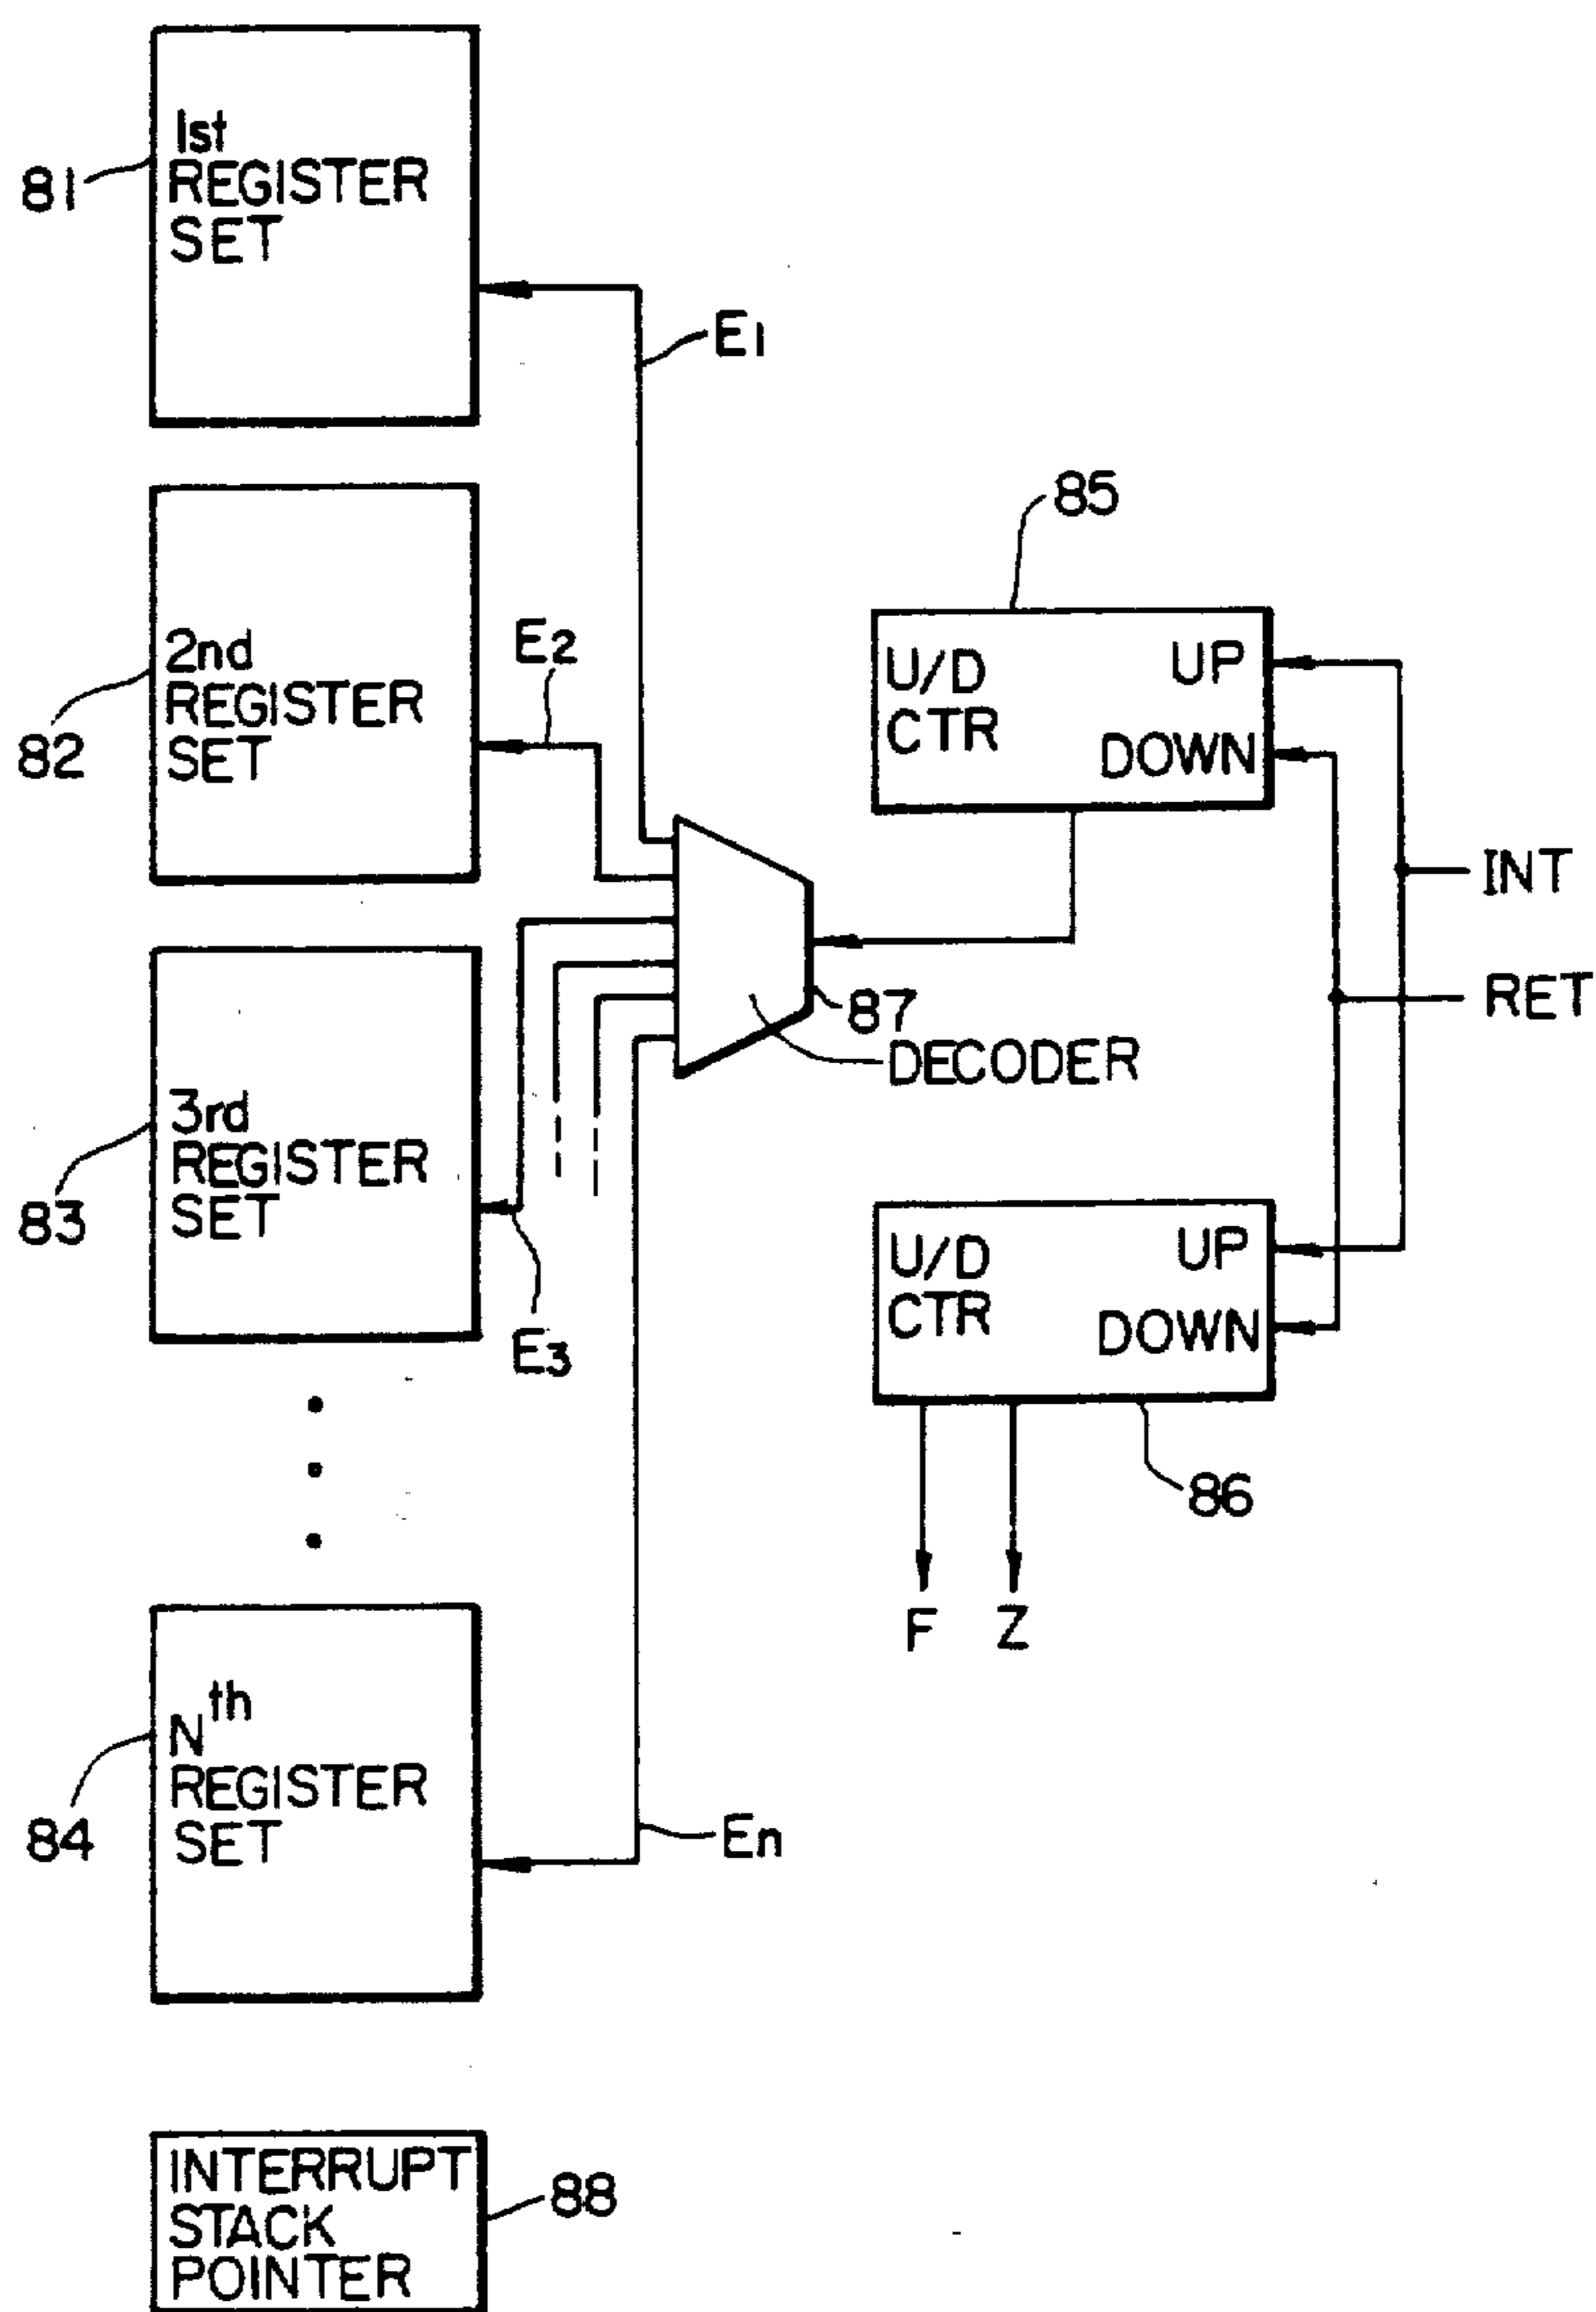 1st
REGISTER
SET
81
E1
85
2nd
REGISTER
SET
82
E2
U/D
CTR
UP
DOWN
INT
RET
87
DECODER
3rd
REGISTER
SET
83
E3
U/D
CTR
UP
DOWN
86
F
Z
Nth
REGISTER
SET
84
En
INTERRUPT
STACK
POINTER
88